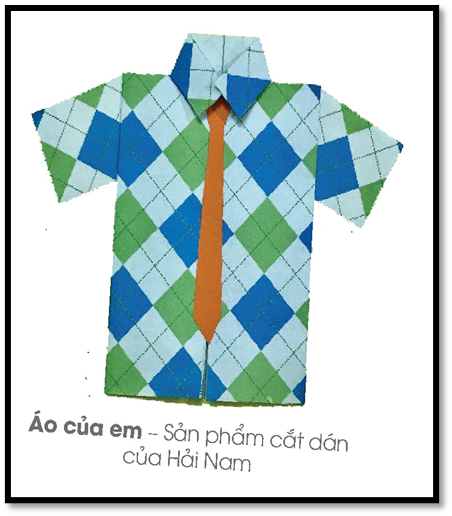 Áo của em – Sản phẩm cắt dán
của Hải Nam